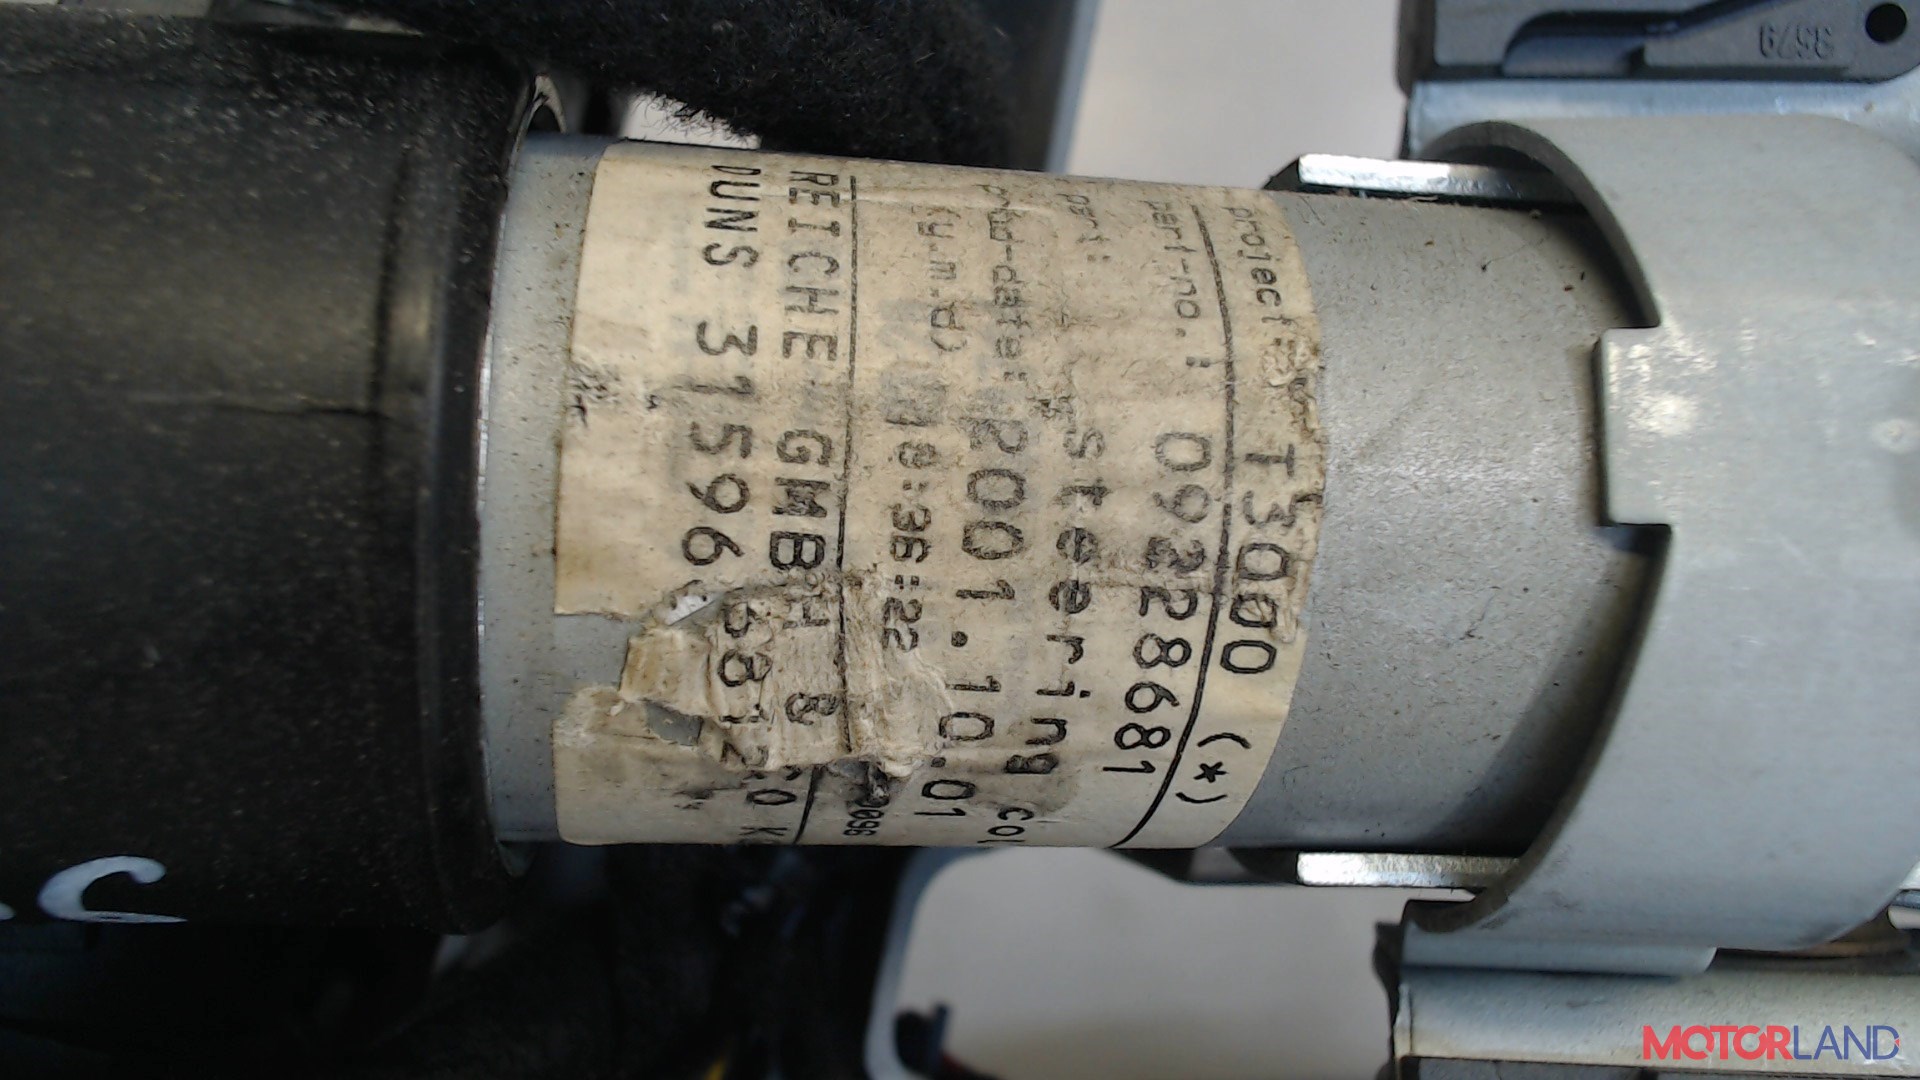 project: T3000 (*)
part-no.: 09228681
part: steering col
prod-date: 2001.10.01
(y.m.d) :36:22
REICHE GMBH &
DUNS 31596
3579
MOTORLAND